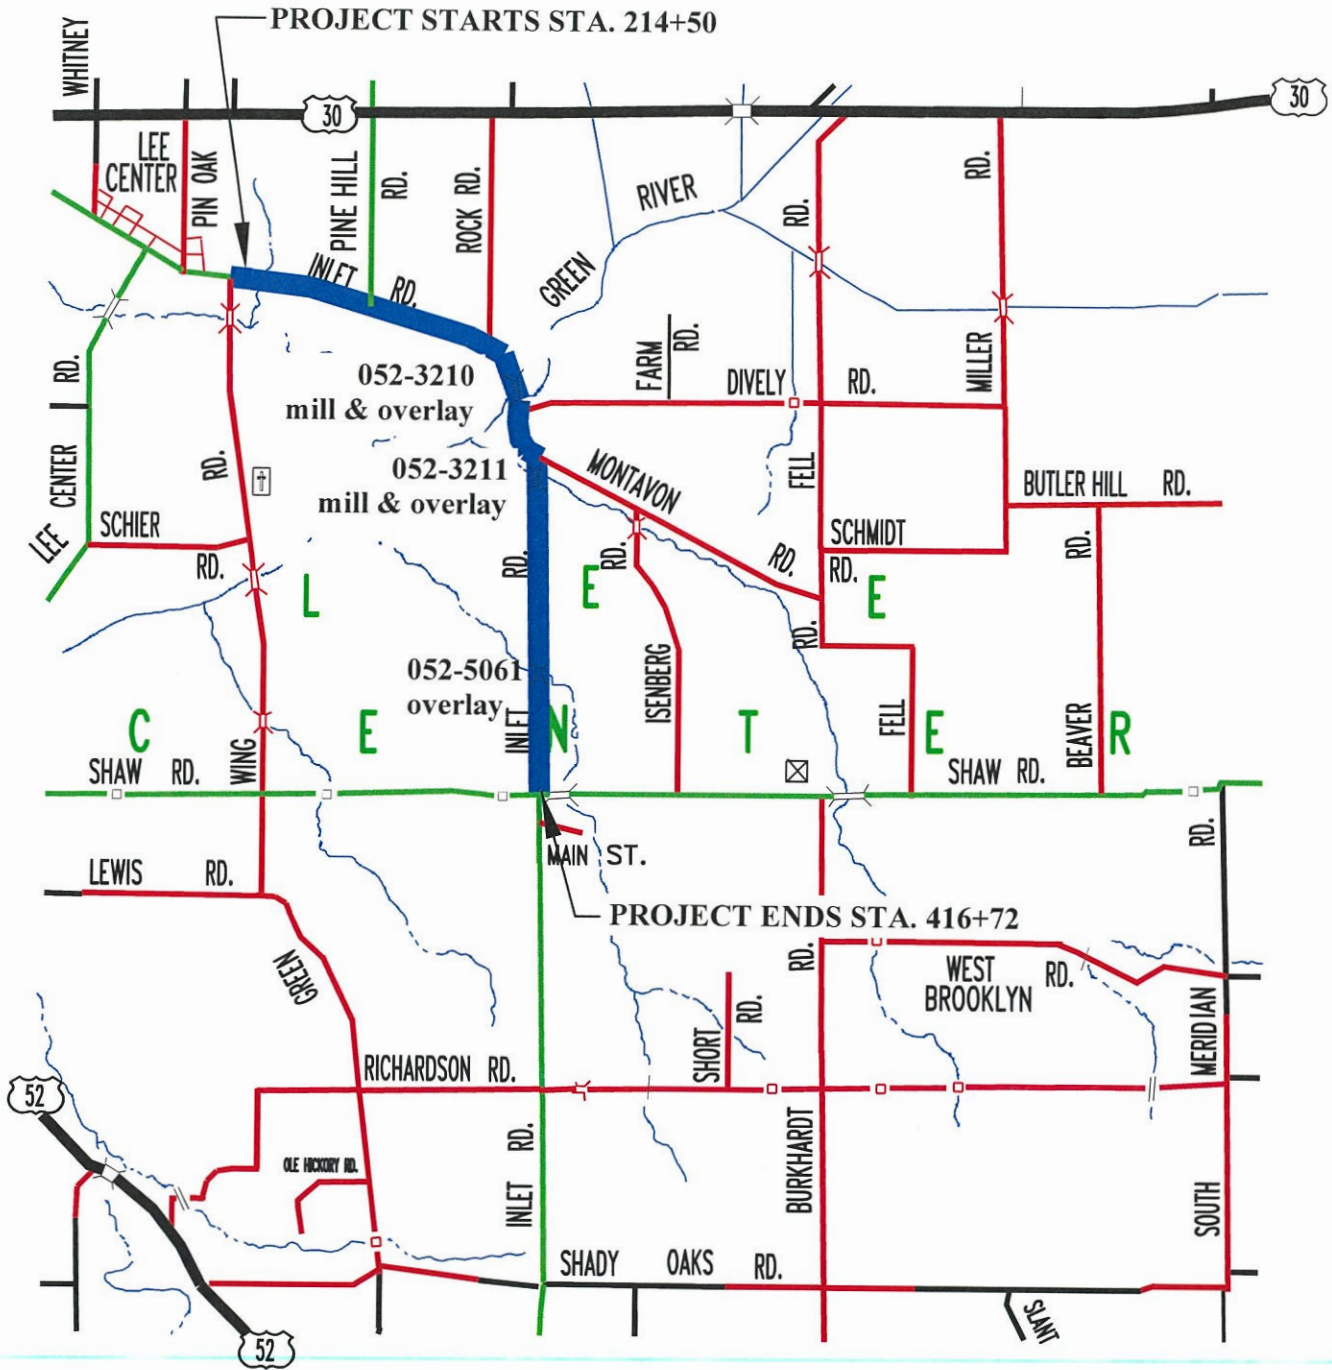 PROJECT STARTS STA. 214+50
WHITNEY
30
30
LEE
CENTER
PIN OAK
PINE HILL
RD.
ROCK RD.
RIVER
GREEN
RD.
RD.
INLET RD.
052-3210
mill & overlay
FARM
RD.
DIVELY RD.
MILLER
RD.
LEE CENTER
RD.
052-3211
mill & overlay
MONTAVON
RD.
FELL
BUTLER HILL RD.
SCHIER
RD.
SCHMIDT
RD.
RD.
RD.
RD.
L E E
RD.
052-5061
overlay
INLET
ISENBERG
FELL
BEAVER
C E N T E R
SHAW RD.
WING
SHAW RD.
MAIN ST.
RD.
LEWIS RD.
PROJECT ENDS STA. 416+72
GREEN
RD.
WEST
BROOKLYN
RD.
SHORT
RD.
MERIDIAN
52
RICHARDSON RD.
OLE HICKORY RD.
INLET
RD.
BURKHARDT
SOUTH
SHADY OAKS RD.
SLANT
52